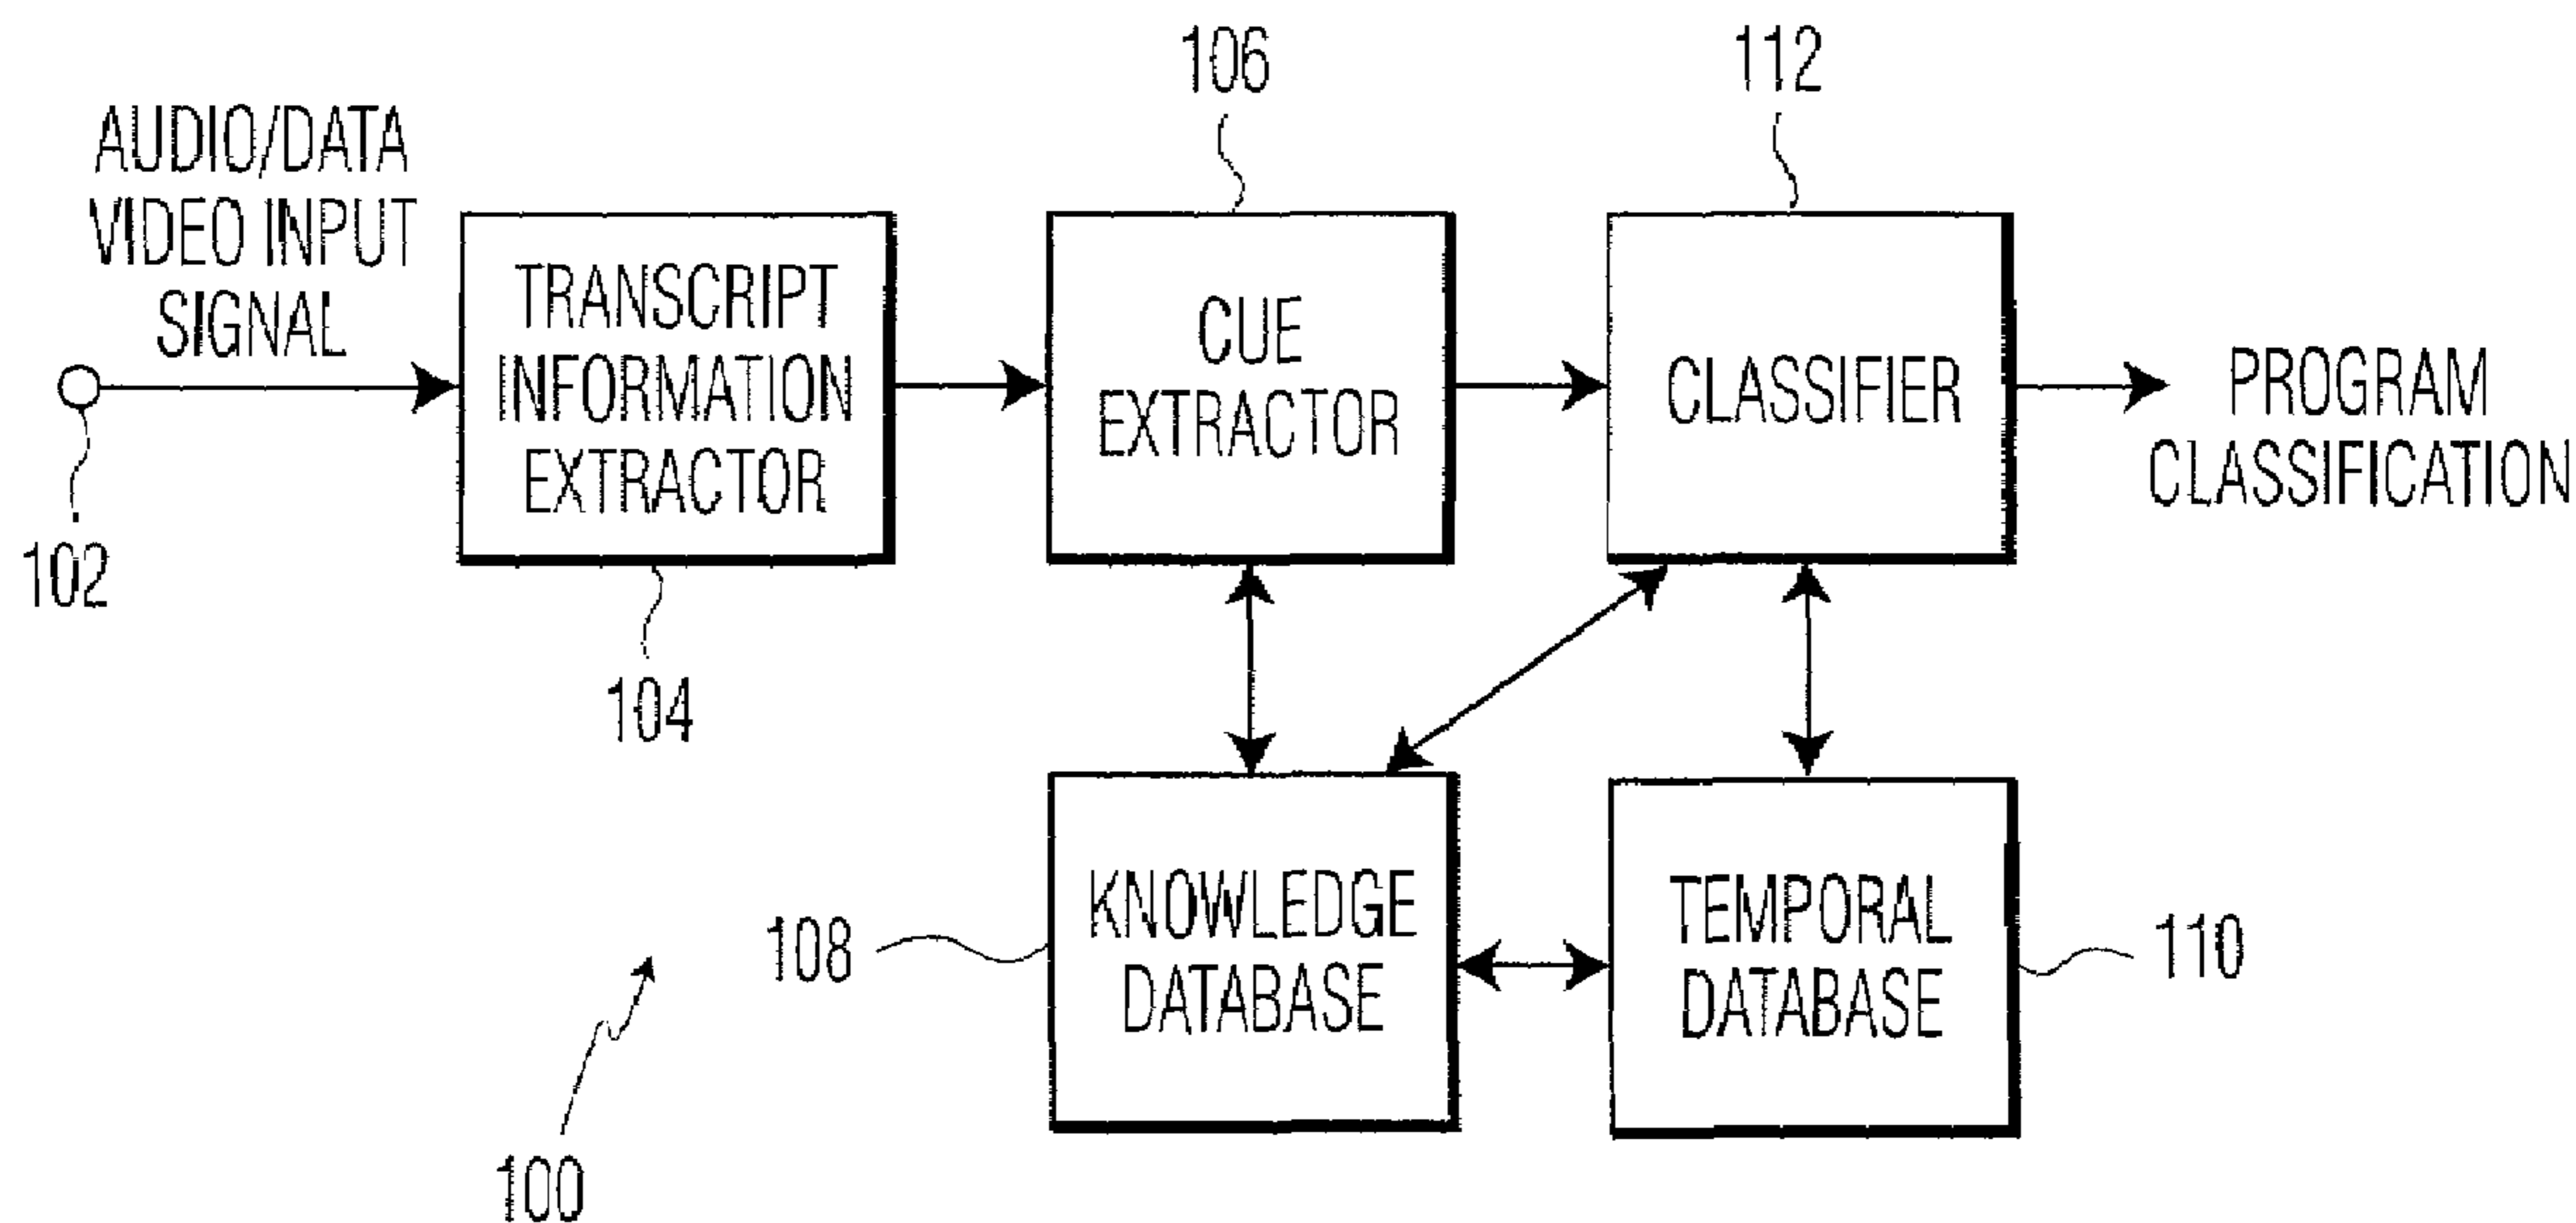 106
112
AUDIO/DATA
VIDEO INPUT
SIGNAL
TRANSCRIPT
INFORMATION
EXTRACTOR
CUE
EXTRACTOR
CLASSIFIER
PROGRAM
CLASSIFICATION
102
104
108
KNOWLEDGE
DATABASE
TEMPORAL
DATABASE
110
100